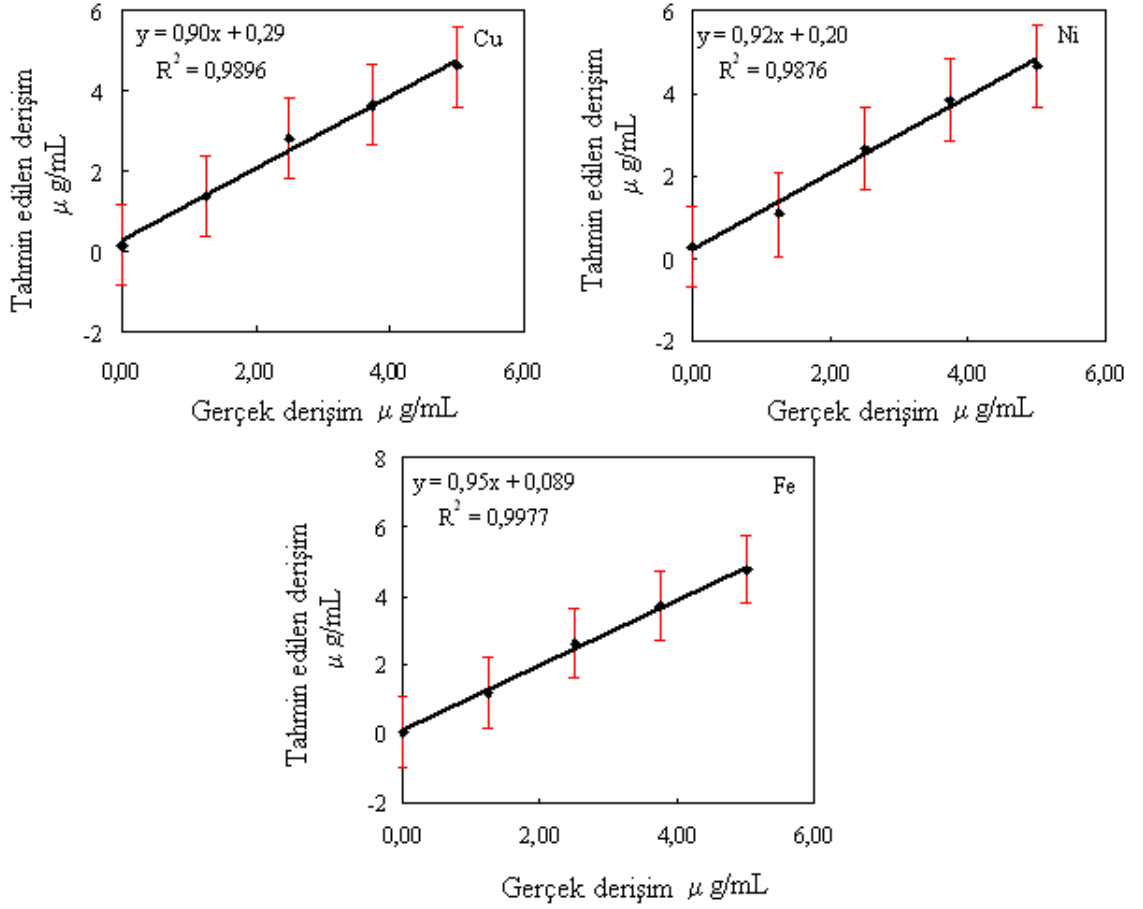 y = 0,90x + 0,29
R² = 0,9896
Cu
6
4
2
0
-2
0,00 2,00 4,00 6,00
Tahmin edilen derişim
μ g/mL
Gerçek derişim μ g/mL
y = 0,92x + 0,20
R² = 0,9876
Ni
6
4
2
0
-2
0,00 2,00 4,00 6,00
Tahmin edilen derişim
μ g/mL
Gerçek derişim μ g/mL
y = 0,95x + 0,089
R² = 0,9977
Fe
8
6
4
2
0
-2
0,00 2,00 4,00 6,00
Tahmin edilen derişim
μ g/mL
Gerçek derişim μ g/mL